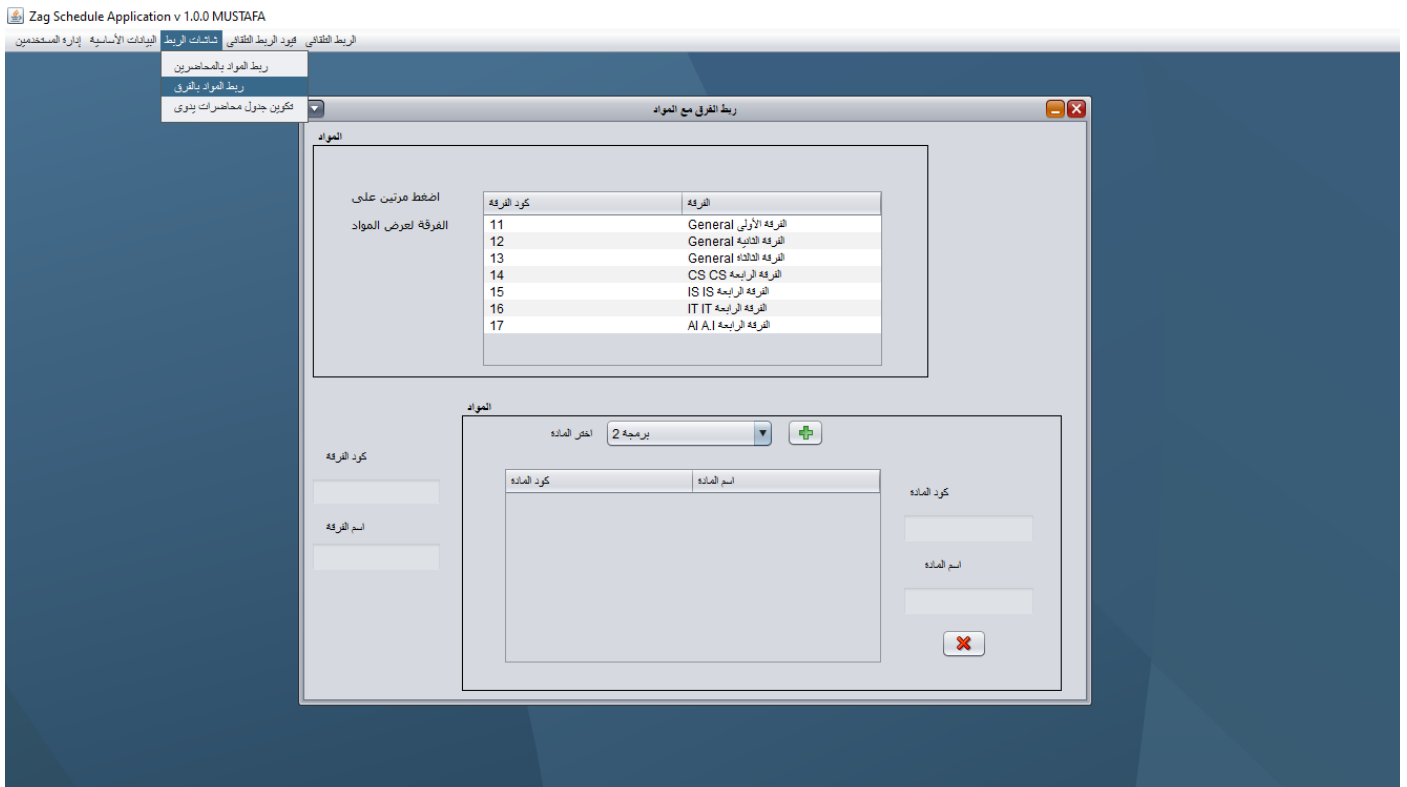 Zag Schedule Application v 1.0.0 MUSTAFA
إدارة المستخدمين البيانات الأساسية شاشات الربط قيود الربط التلقائى الربط التلقائى
ربط المواد بالمحاضرين
ربط المواد بالفرق
تكوين جدول محاضرات يدوى
ربط الفرق مع المواد
المواد
اضغط مرتين على
الفرقة لعرض المواد
كود الفرقة الفرقة
11 الفرقة الأولى General
12 الفرقة الثانية General
13 الفرقة الثالثاه General
14 الفرقة الرابعة CS CS
15 الفرقة الرابعة IS IS
16 الفرقة الرابعة IT IT
17 الفرقة الرابعة AI A.I
المواد
اختر الماده برمجة 2
كود الفرقة
اسم الفرقة
كود الماده اسم الماده
كود الماده
اسم الماده